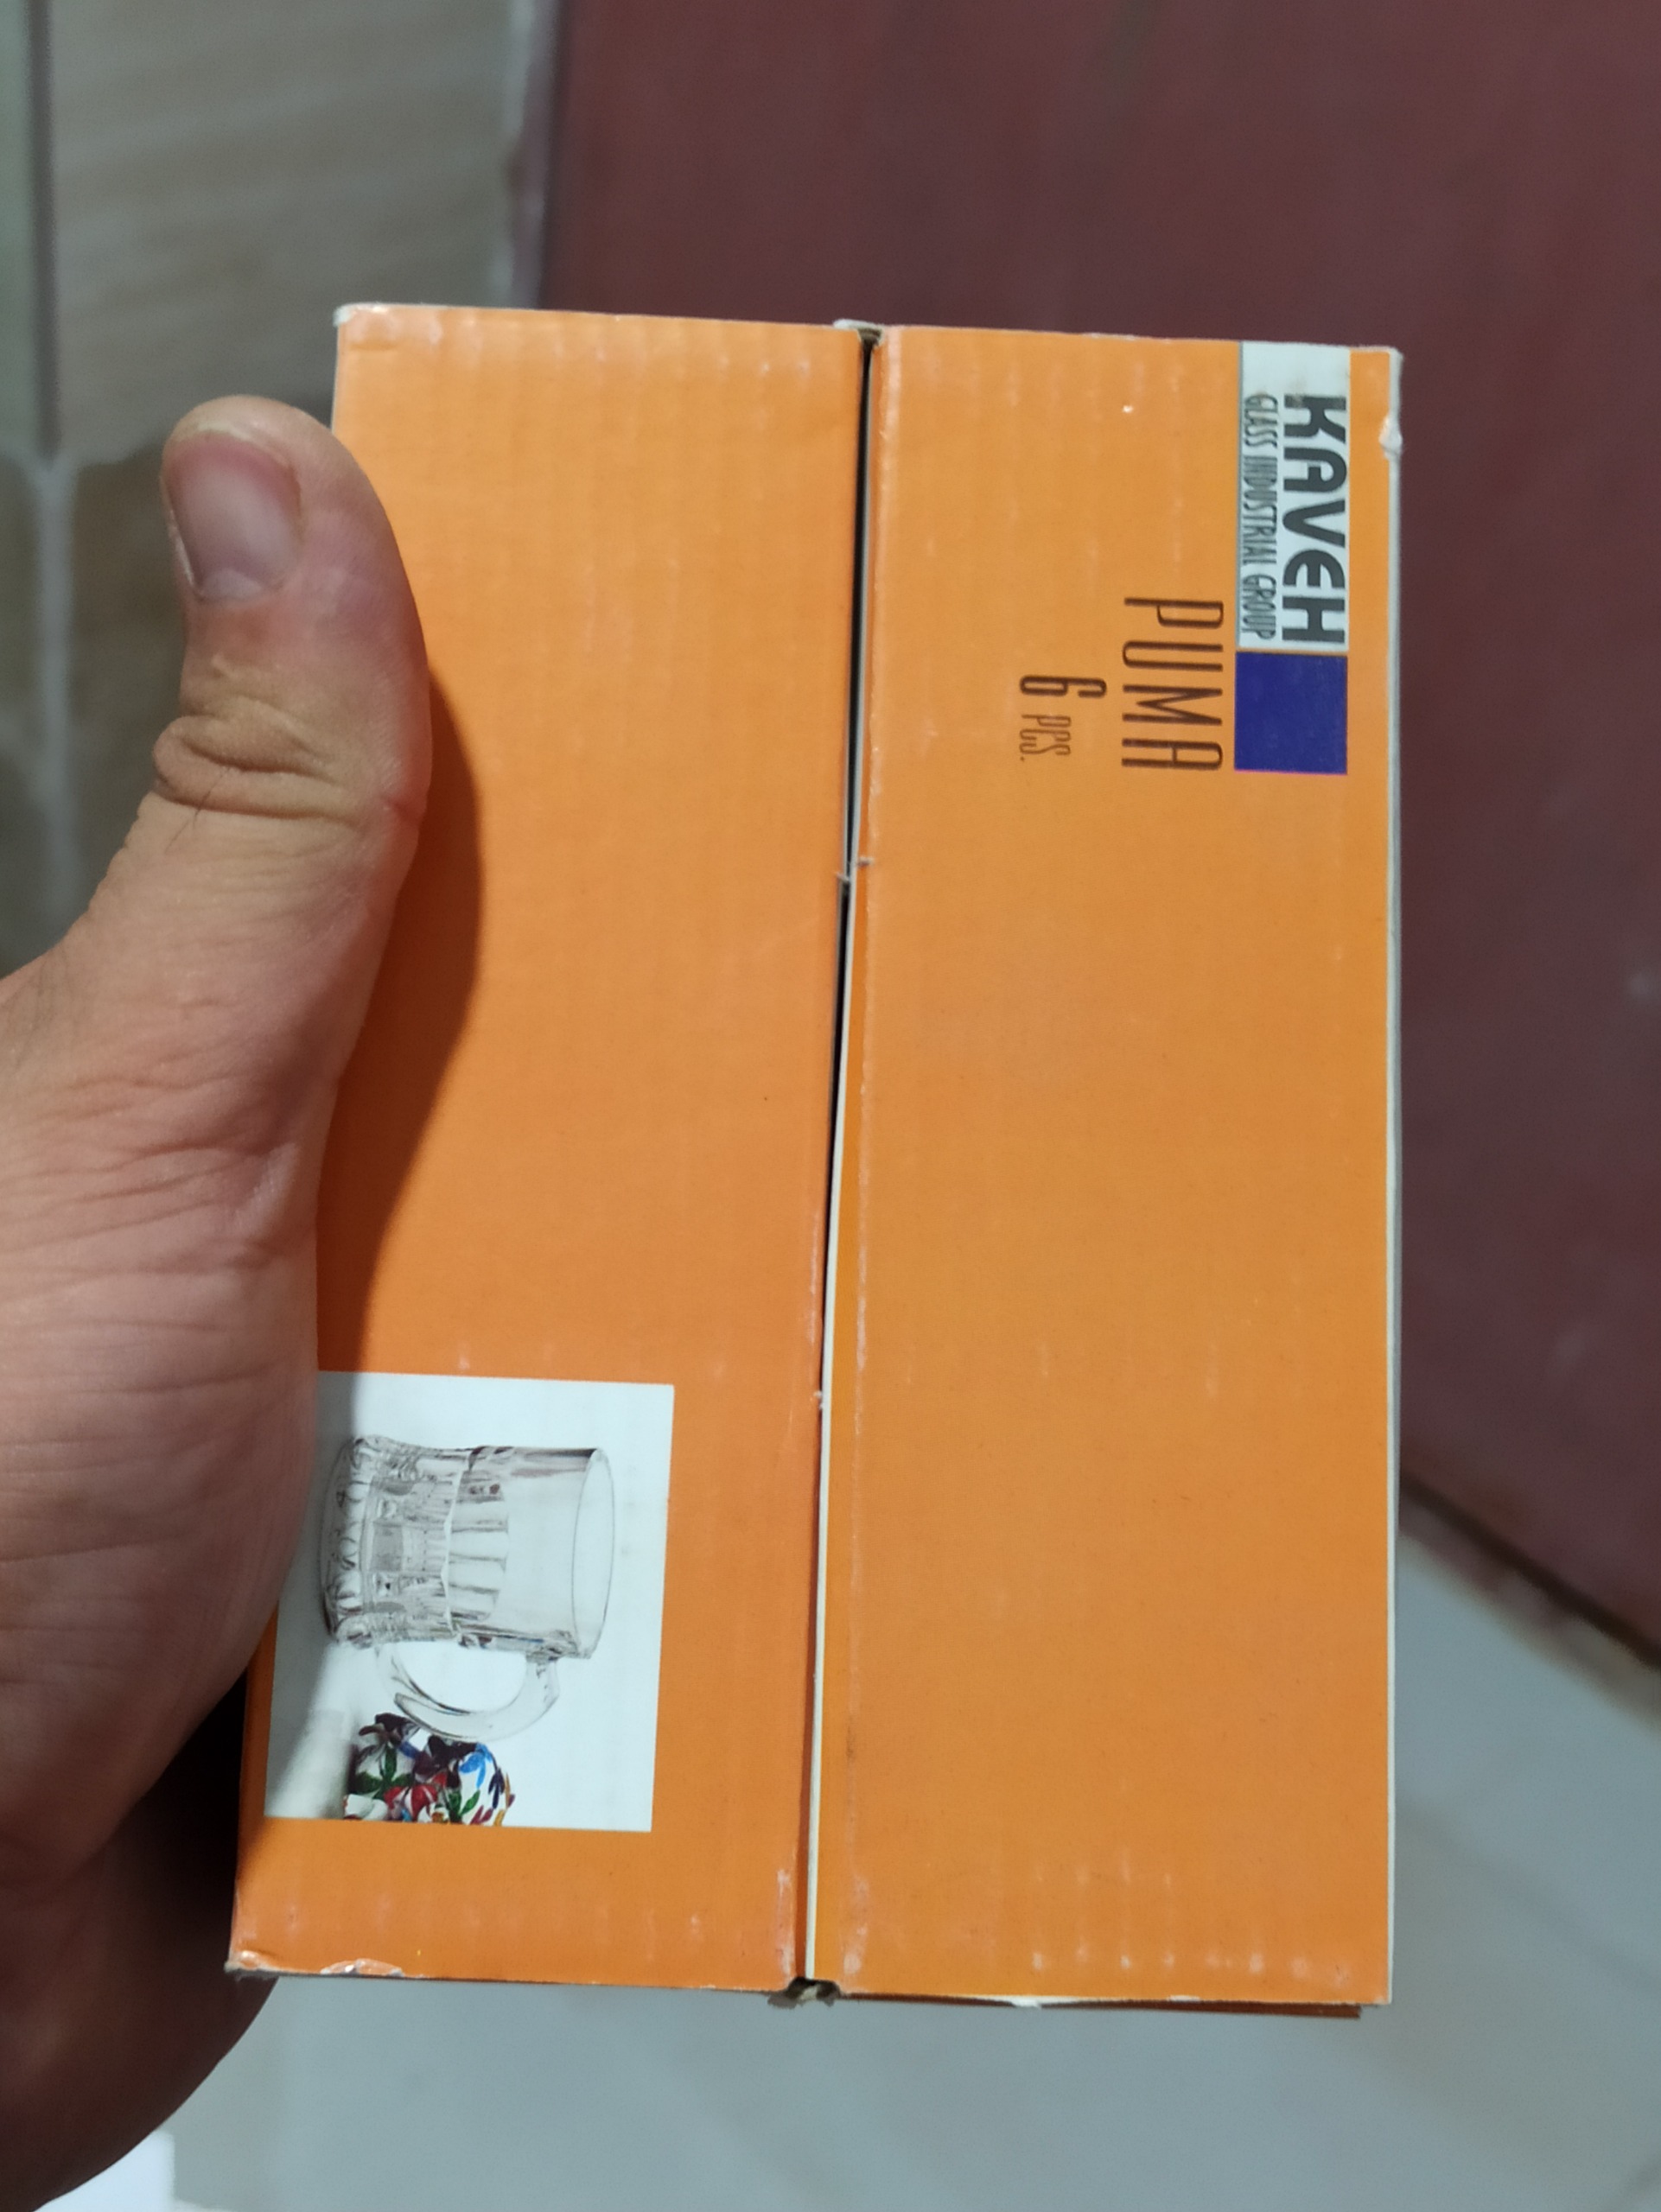 KAVEH
GLASS INDUSTRIAL GROUP
PUMA
6 PCS.